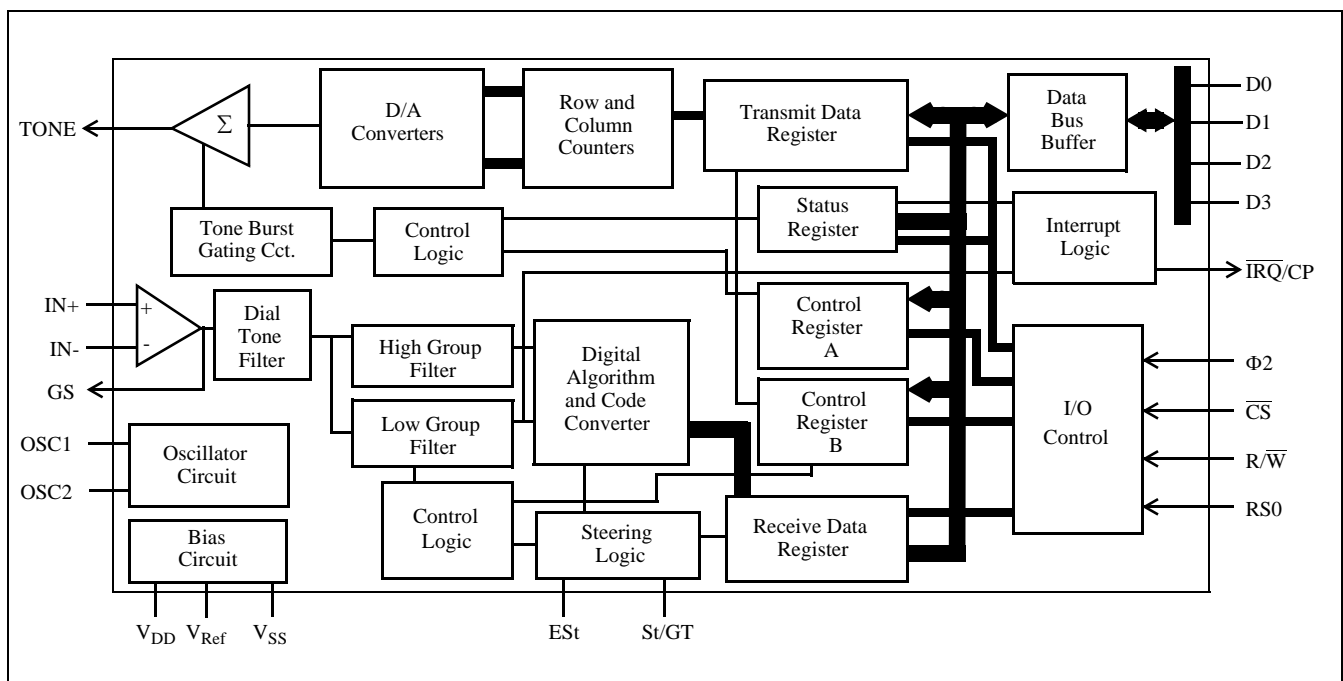 TONE
Σ
D/A
Converters
Row and
Column
Counters
Transmit Data
Register
Data
Bus
Buffer
D0
D1
D2
D3
Tone Burst
Gating Cct.
Control
Logic
Status
Register
Interrupt
Logic
I̅R̅Q̅/CP
IN+
IN-
GS
+
-
Dial
Tone
Filter
High Group
Filter
Low Group
Filter
Digital
Algorithm
and Code
Converter
Control
Register
A
Control
Register
B
I/O
Control
Φ2
C̅S̅
R/W̅
RS0
OSC1
OSC2
Oscillator
Circuit
Bias
Circuit
Control
Logic
Steering
Logic
Receive Data
Register
VDD VRef VSS
ESt St/GT